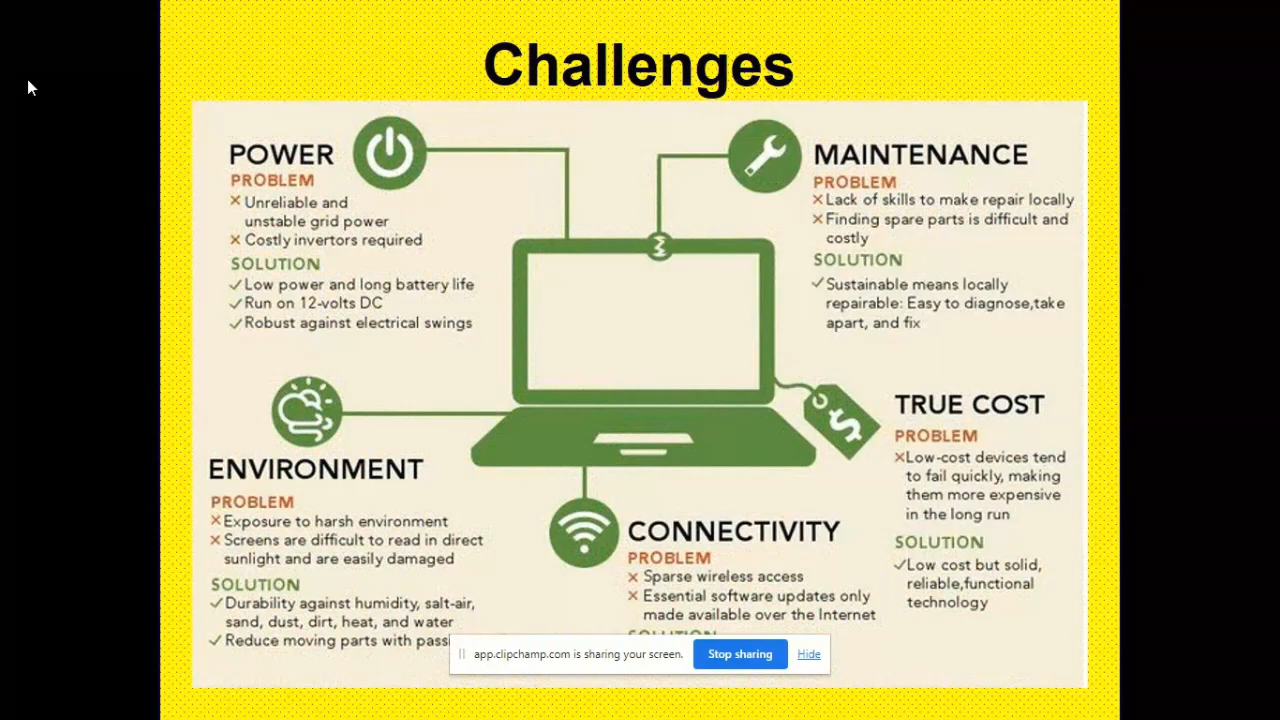 Challenges
POWER
PROBLEM
× Unreliable and
unstable grid power
× Costly invertors required
SOLUTION
✓ Low power and long battery life
✓ Run on 12-volts DC
✓ Robust against electrical swings
MAINTENANCE
PROBLEM
× Lack of skills to make repair locally
× Finding spare parts is difficult and
costly
SOLUTION
✓ Sustainable means locally
repairable: Easy to diagnose,take
apart, and fix
ENVIRONMENT
PROBLEM
× Exposure to harsh environment
× Screens are difficult to read in direct
sunlight and are easily damaged
SOLUTION
✓ Durability against humidity, salt-air,
sand, dust, dirt, heat, and water
✓ Reduce moving parts with
CONNECTIVITY
PROBLEM
× Sparse wireless access
× Essential software updates only
made available over the Internet
SOLUTION
TRUE COST
PROBLEM
× Low-cost devices tend
to fail quickly, making
them more expensive
in the long run
SOLUTION
✓ Low cost but solid,
reliable,functional
technology
$
app.clipchamp.com is sharing your screen.
Stop sharing
Hide